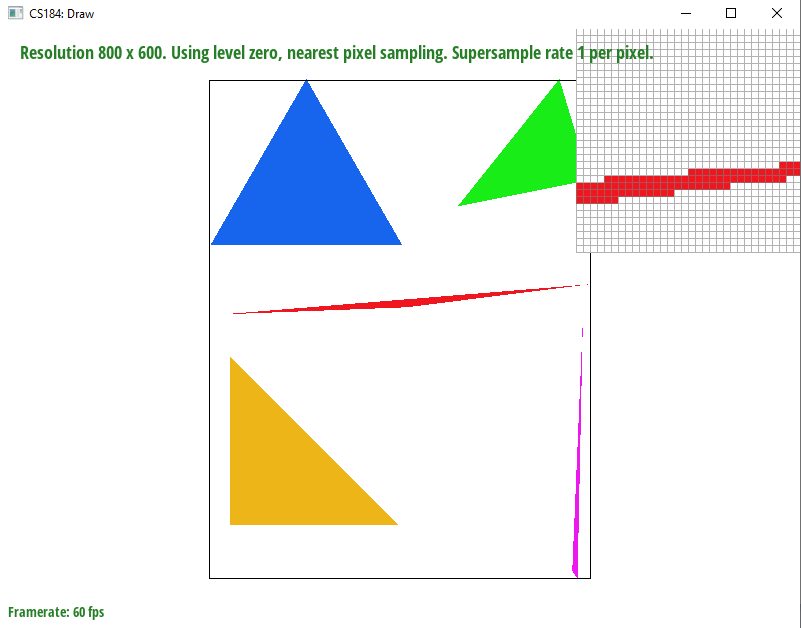 CS184: Draw
Resolution 800 x 600. Using level zero, nearest pixel sampling. Supersample rate 1 per pixel.
Framerate: 60 fps